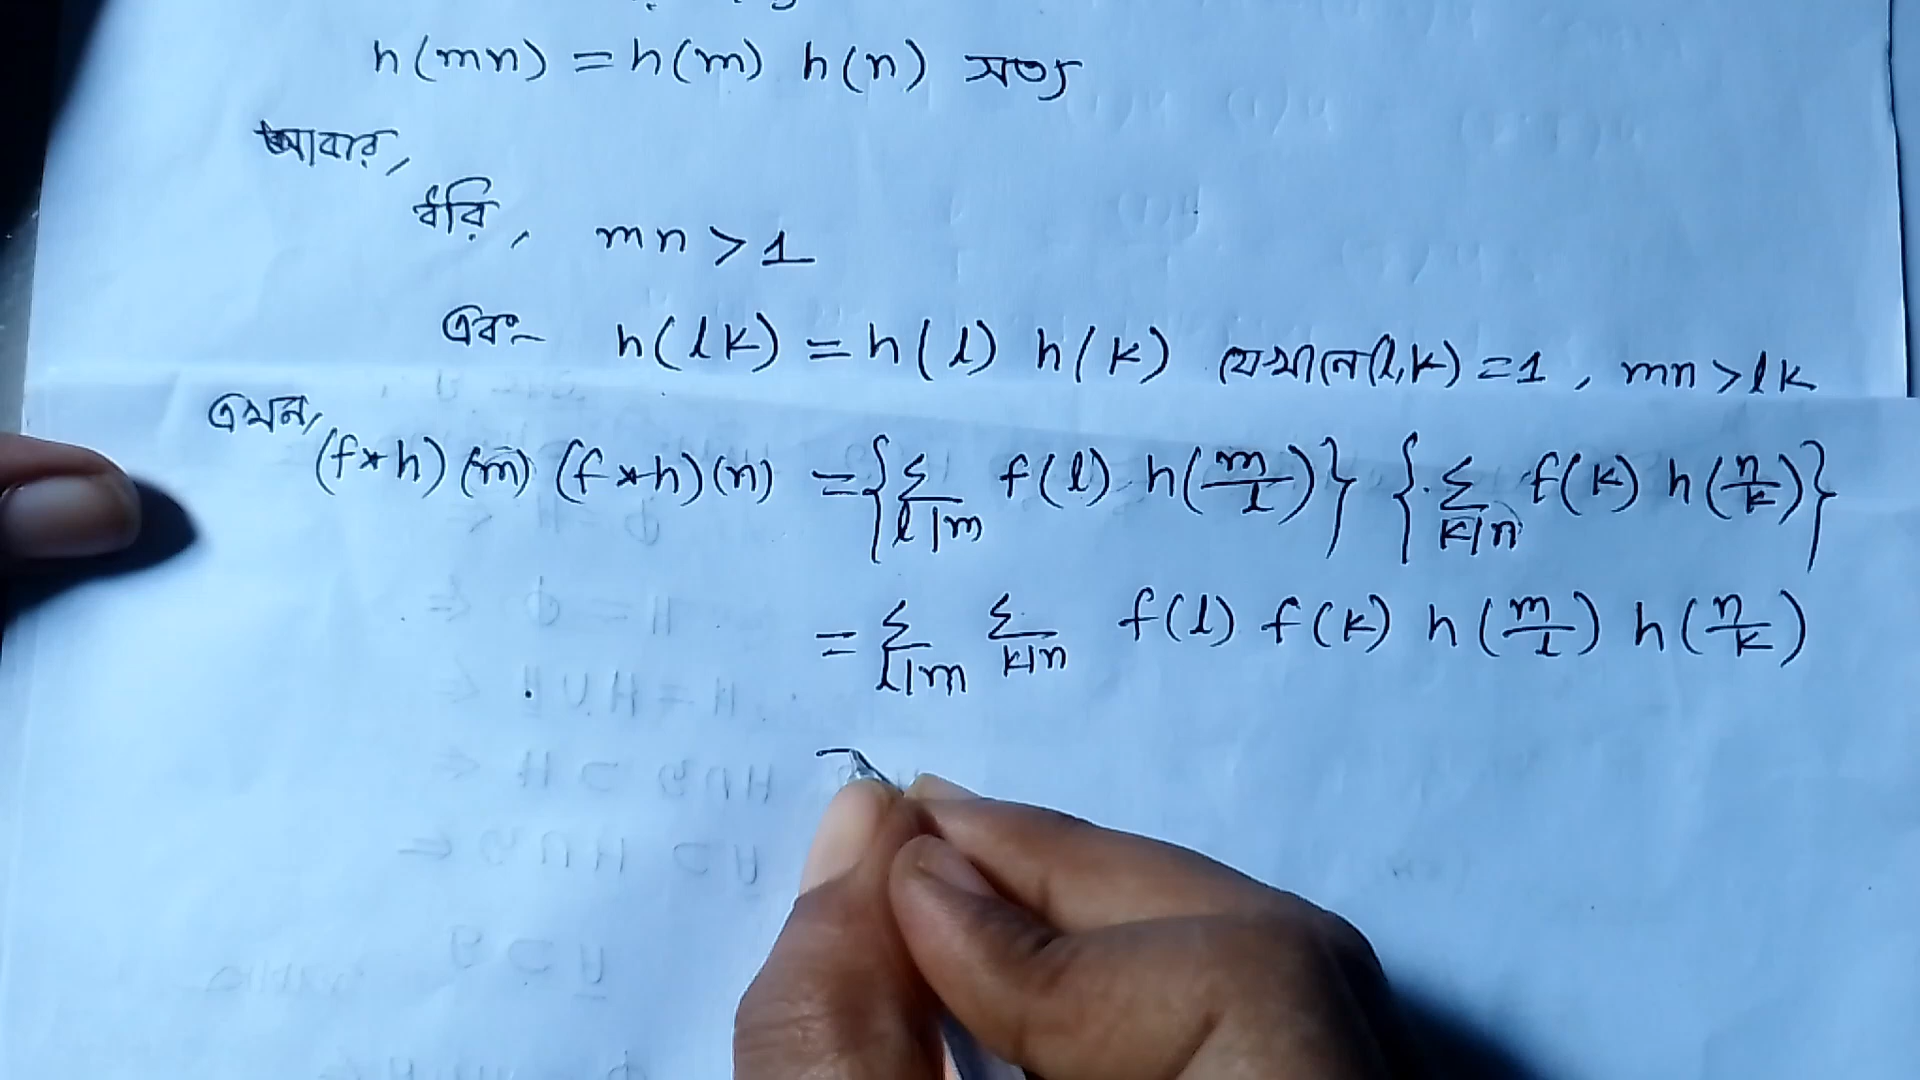 h(mn) = h(m) h(n) সত্য
আবার,
ধরি, mn > 1
এবং h(lk) = h(l) h(k) যেখানে (l,k) = 1, mn > lk
এখন, (f*h)(m) (f*h)(n) = {Σ_{l|m} f(l) h(m/l)} {Σ_{k|n} f(k) h(n/k)}
= Σ_{l|m} Σ_{k|n} f(l) f(k) h(m/l) h(n/k)